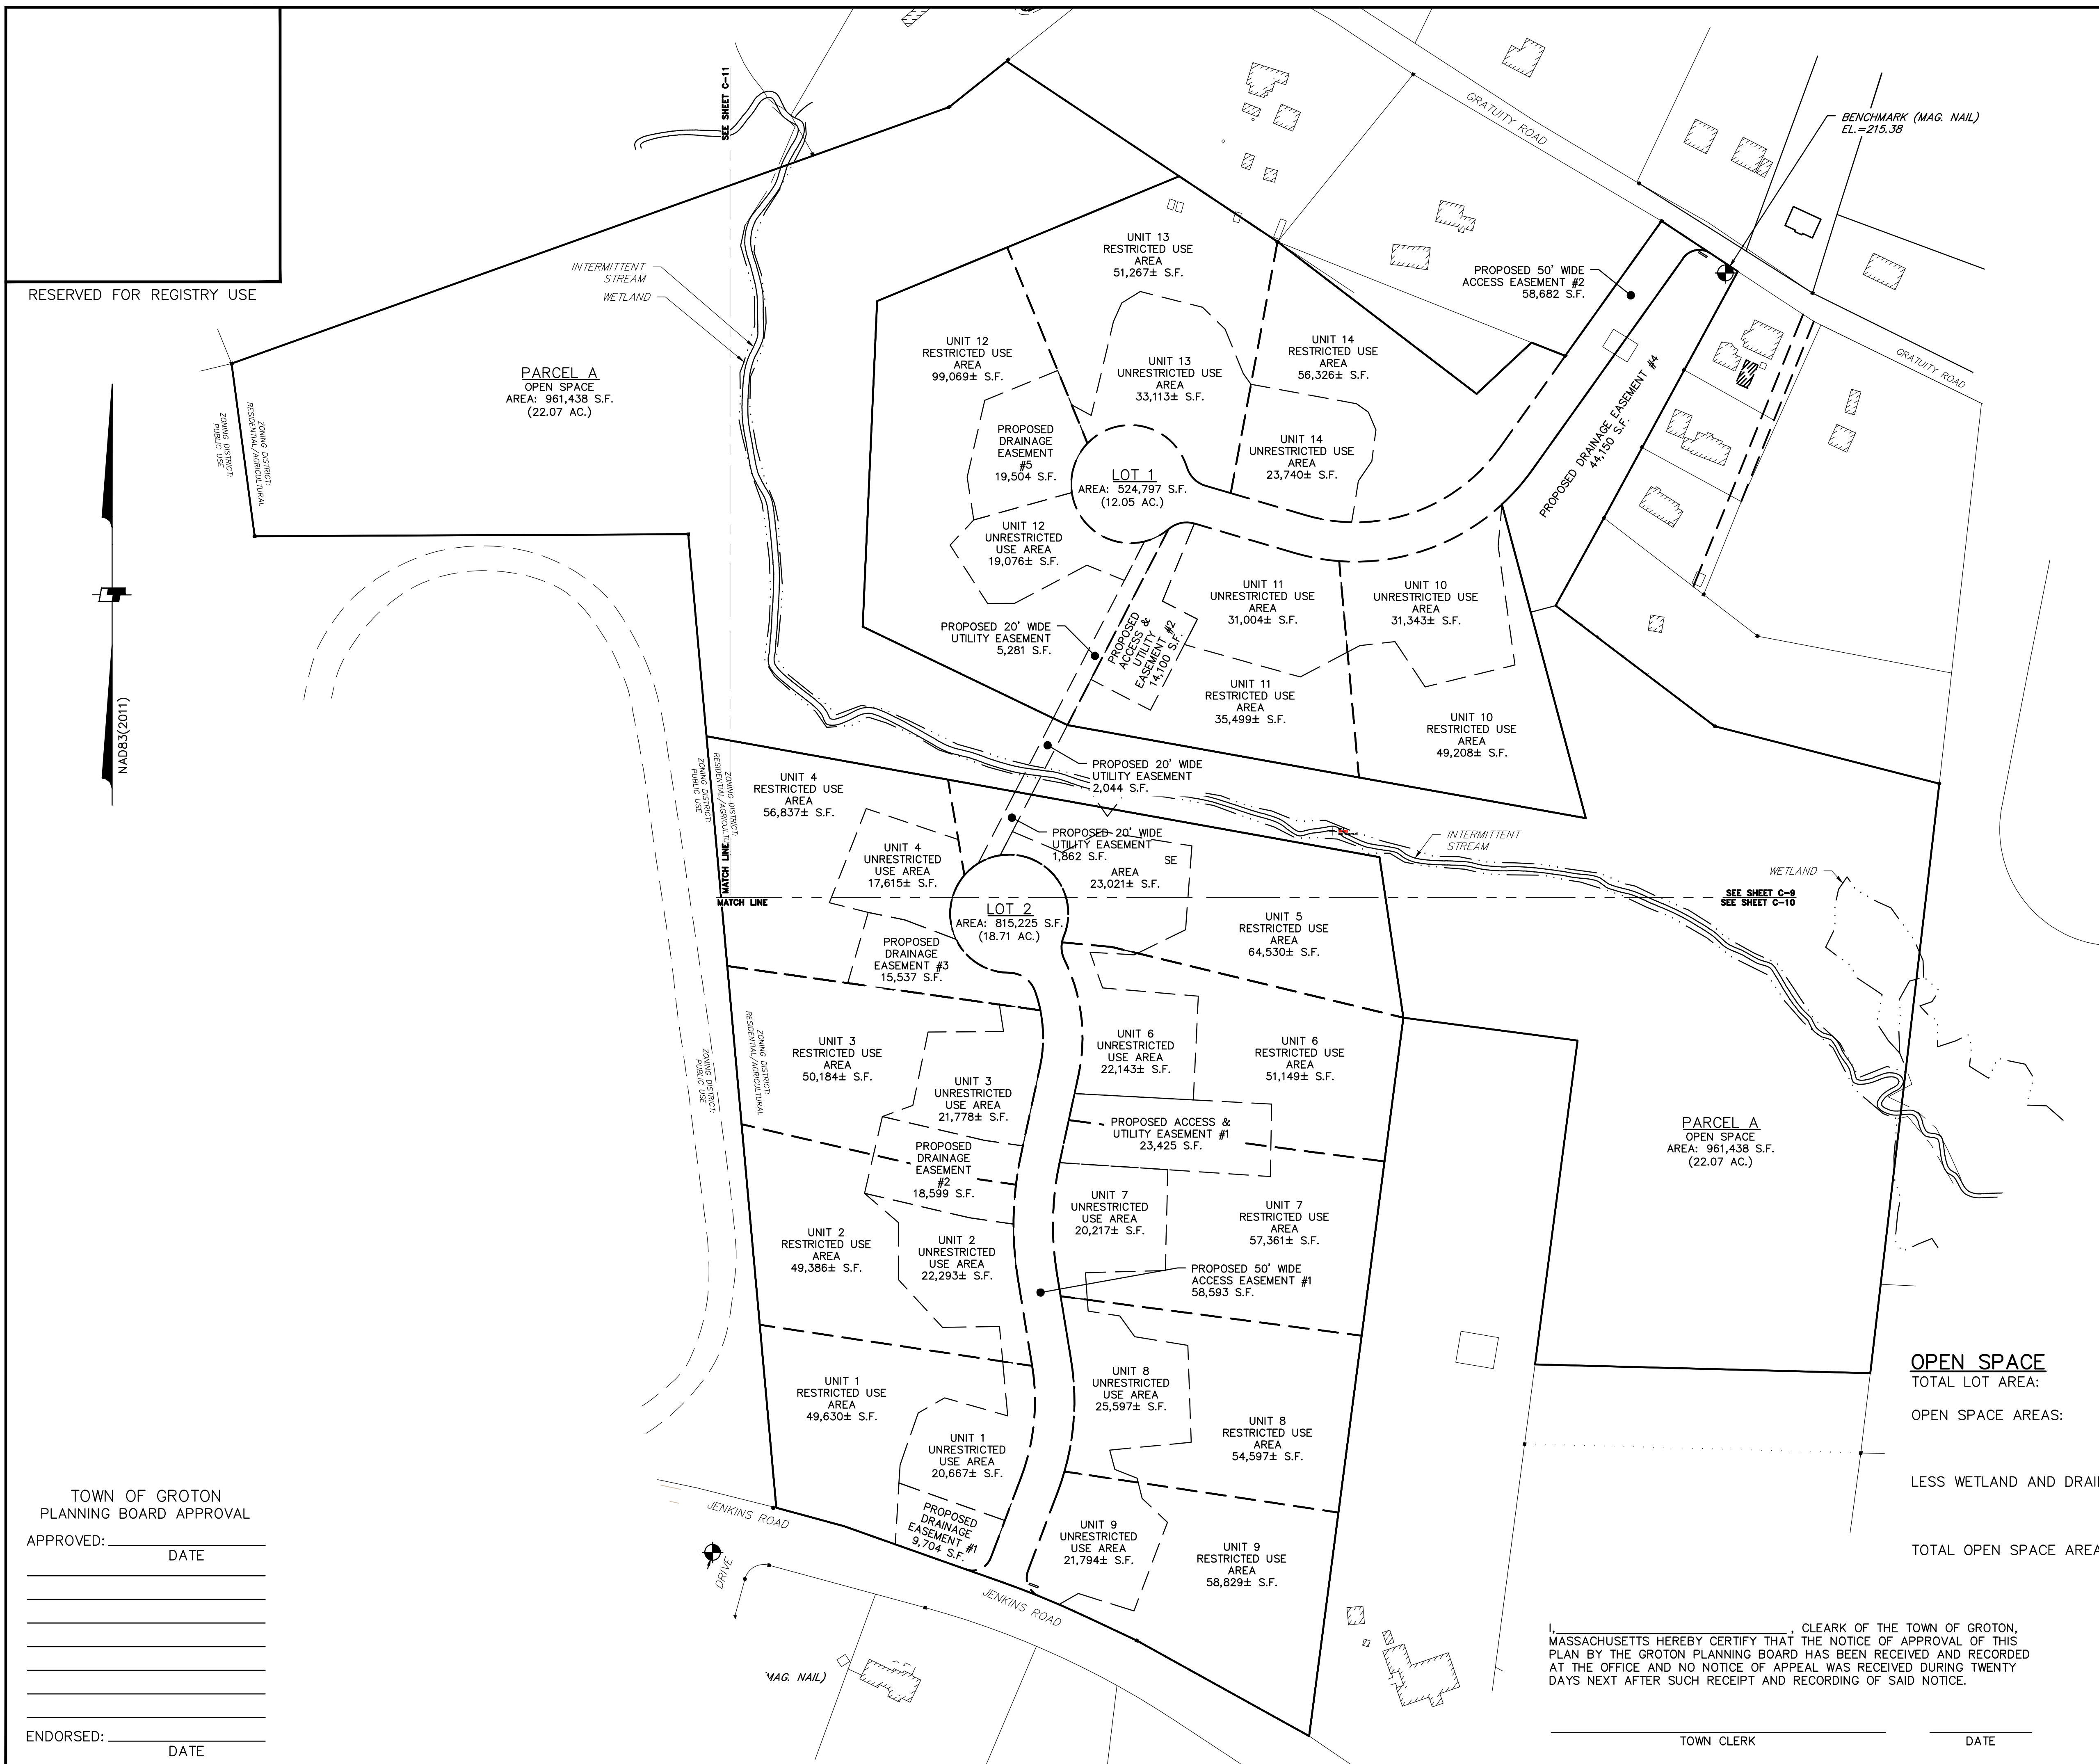 RESERVED FOR REGISTRY USE
NAD83(2011)
TOWN OF GROTON
PLANNING BOARD APPROVAL
APPROVED:
DATE
ENDORSED:
DATE
SEE SHEET C-11
INTERMITTENT
STREAM
WETLAND
PARCEL A
OPEN SPACE
AREA: 961,438 S.F.
(22.07 AC.)
ZONING DISTRICT:
RESIDENTIAL/AGRICULTURAL
ZONING DISTRICT:
PUBLIC USE
GRATUITY ROAD
BENCHMARK (MAG. NAIL)
EL.=215.38
GRATUITY ROAD
PROPOSED 50' WIDE
ACCESS EASEMENT #2
58,682 S.F.
PROPOSED DRAINAGE EASEMENT #4
44,150 S.F.
UNIT 13
RESTRICTED USE
AREA
51,267± S.F.
UNIT 12
RESTRICTED USE
AREA
99,069± S.F.
UNIT 13
UNRESTRICTED USE
AREA
33,113± S.F.
UNIT 14
RESTRICTED USE
AREA
56,326± S.F.
PROPOSED
DRAINAGE
EASEMENT
#5
19,504 S.F.
UNIT 14
UNRESTRICTED USE
AREA
23,740± S.F.
LOT 1
AREA: 524,797 S.F.
(12.05 AC.)
UNIT 12
UNRESTRICTED
USE AREA
19,076± S.F.
UNIT 11
UNRESTRICTED USE
AREA
31,004± S.F.
UNIT 10
UNRESTRICTED USE
AREA
31,343± S.F.
PROPOSED 20' WIDE
UTILITY EASEMENT
5,281 S.F.
PROPOSED
ACCESS &
UTILITY
EASEMENT #2
14,100 S.F.
UNIT 11
RESTRICTED USE
AREA
35,499± S.F.
UNIT 10
RESTRICTED USE
AREA
49,208± S.F.
PROPOSED 20' WIDE
UTILITY EASEMENT
2,044 S.F.
ZONING DISTRICT:
PUBLIC USE
ZONING DISTRICT:
RESIDENTIAL/AGRICULTURAL
MATCH LINE
MATCH LINE
UNIT 4
RESTRICTED USE
AREA
56,837± S.F.
UNIT 4
UNRESTRICTED
USE AREA
17,615± S.F.
PROPOSED 20' WIDE
UTILITY EASEMENT
1,862 S.F.
SE
AREA
23,021± S.F.
INTERMITTENT
STREAM
WETLAND
SEE SHEET C-9
SEE SHEET C-10
LOT 2
AREA: 815,225 S.F.
(18.71 AC.)
UNIT 5
RESTRICTED USE
AREA
64,530± S.F.
PROPOSED
DRAINAGE
EASEMENT #3
15,537 S.F.
UNIT 3
RESTRICTED USE
AREA
50,184± S.F.
UNIT 6
UNRESTRICTED
USE AREA
22,143± S.F.
UNIT 6
RESTRICTED USE
AREA
51,149± S.F.
ZONING DISTRICT:
RESIDENTIAL/AGRICULTURAL
ZONING DISTRICT:
PUBLIC USE
UNIT 3
UNRESTRICTED
USE AREA
21,778± S.F.
PROPOSED ACCESS &
UTILITY EASEMENT #1
23,425 S.F.
PARCEL A
OPEN SPACE
AREA: 961,438 S.F.
(22.07 AC.)
PROPOSED
DRAINAGE
EASEMENT
#2
18,599 S.F.
UNIT 7
UNRESTRICTED
USE AREA
20,217± S.F.
UNIT 7
RESTRICTED USE
AREA
57,361± S.F.
UNIT 2
RESTRICTED USE
AREA
49,386± S.F.
UNIT 2
UNRESTRICTED
USE AREA
22,293± S.F.
PROPOSED 50' WIDE
ACCESS EASEMENT #1
58,593 S.F.
UNIT 1
RESTRICTED USE
AREA
49,630± S.F.
UNIT 8
UNRESTRICTED
USE AREA
25,597± S.F.
UNIT 8
RESTRICTED USE
AREA
54,597± S.F.
UNIT 1
UNRESTRICTED
USE AREA
20,667± S.F.
PROPOSED
DRAINAGE
EASEMENT #1
9,704 S.F.
UNIT 9
UNRESTRICTED
USE AREA
21,794± S.F.
UNIT 9
RESTRICTED USE
AREA
58,829± S.F.
JENKINS ROAD
DRIVE
JENKINS ROAD
MAG. NAIL)
OPEN SPACE
TOTAL LOT AREA:
OPEN SPACE AREAS:
LESS WETLAND AND DRAI
TOTAL OPEN SPACE AREA
I, , CLEARK OF THE TOWN OF GROTON,
MASSACHUSETTS HEREBY CERTIFY THAT THE NOTICE OF APPROVAL OF THIS
PLAN BY THE GROTON PLANNING BOARD HAS BEEN RECEIVED AND RECORDED
AT THE OFFICE AND NO NOTICE OF APPEAL WAS RECEIVED DURING TWENTY
DAYS NEXT AFTER SUCH RECEIPT AND RECORDING OF SAID NOTICE.
TOWN CLERK
DATE